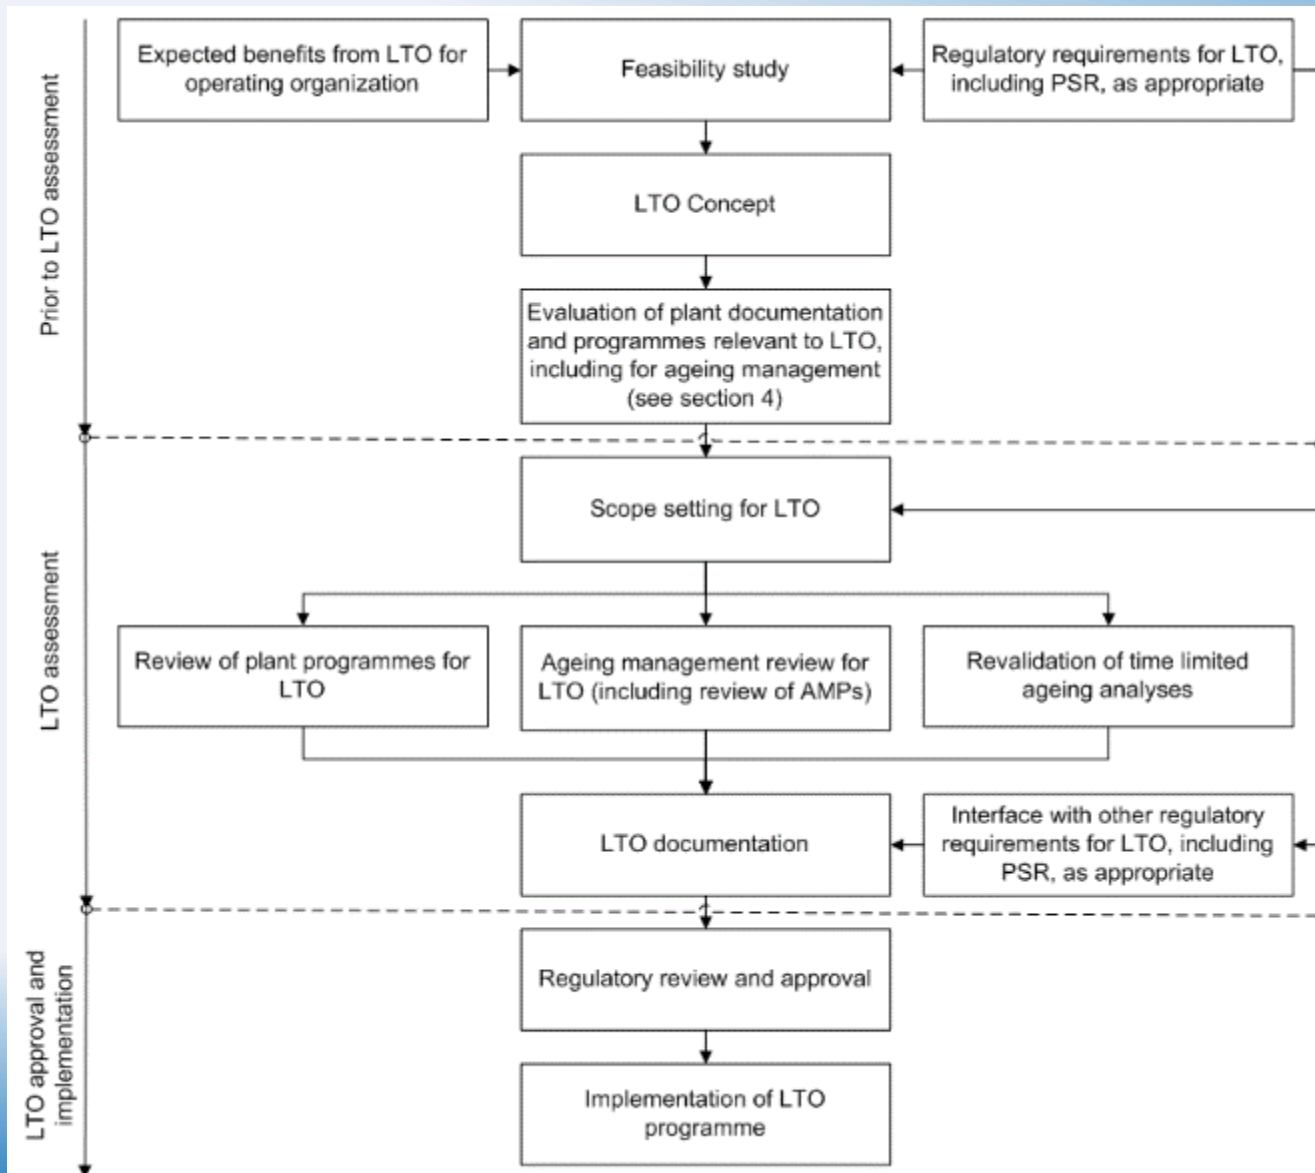 Prior to LTO assessment
Expected benefits from LTO for
operating organization
Feasibility study
Regulatory requirements for LTO,
including PSR, as appropriate
LTO Concept
Evaluation of plant documentation
and programmes relevant to LTO,
including for ageing management
(see section 4)
LTO assessment
Scope setting for LTO
Review of plant programmes for
LTO
Ageing management review for
LTO (including review of AMPs)
Revalidation of time limited
ageing analyses
LTO documentation
Interface with other regulatory
requirements for LTO, including
PSR, as appropriate
LTO approval and
implementation
Regulatory review and approval
Implementation of LTO
programme